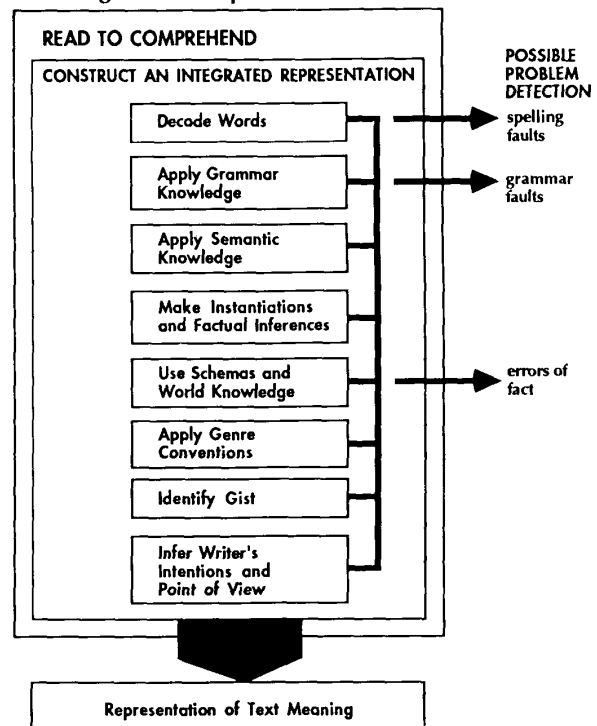 READ TO COMPREHEND
CONSTRUCT AN INTEGRATED REPRESENTATION
POSSIBLE
PROBLEM
DETECTION
Decode Words
spelling
faults
Apply Grammar
Knowledge
grammar
faults
Apply Semantic
Knowledge
Make Instantiations
and Factual Inferences
Use Schemas and
World Knowledge
errors of
fact
Apply Genre
Conventions
Identify Gist
Infer Writer's
Intentions and
Point of View
Representation of Text Meaning